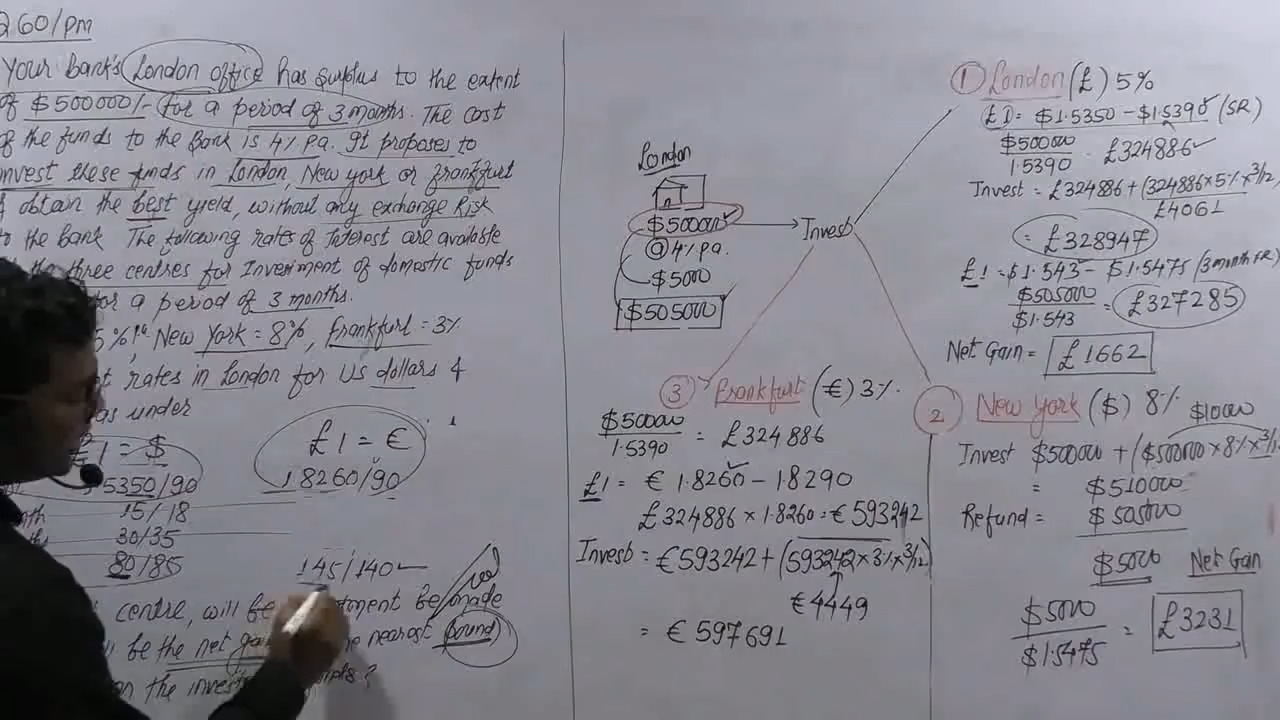 260/pm
Your Bank's London office has surplus to the extent
of $500000/- for a period of 3 months. The cost
of the funds to the Bank is 4% Pa. It proposes to
invest these funds in London, New york or frankfurt
& obtain the best yield, without any exchange Risk
to the bank The following rates of Interest are available
three centres for Invesment of domestic funds
for a period of 3 months.
5% Pa, New York = 8%, frankfurt = 3%
rates in London for US dollars &
as under
£1 = $
£1 = €
5350/90
1.8260/90
15/18
30/35
80/85
145/140
centre, will be
be made
be the net
nearest pound)
on the
London
$500000
@ 4% pa.
$5000
$505000
Invest
① London (£) 5%
£1 = $1.5350 - $1.5390 (SR)
$500000
1.5390
£324886
Invest = £324886 + (324886 x 5% x 3/12
£4061
= £328947
£1 = $1.543 - $1.5475 (3 month FR)
$505000
$1.543
= £327285
Net Gain = £1662
③ Frankfurt (€) 3%
$500000
1.5390
= £324886
£1 = € 1.8260 - 1.8290
£324886 x 1.8260 = € 593242
Invest = €593242 + (593242 x 3% x 3/12)
€4449
= € 597691
2 New York ($) 8%
$10000
Invest $500000 + ($500000 x 8% x 3/12
= $510000
Refund = $505000
$5000 Net Gain
$5000
$1.5475
= £3231